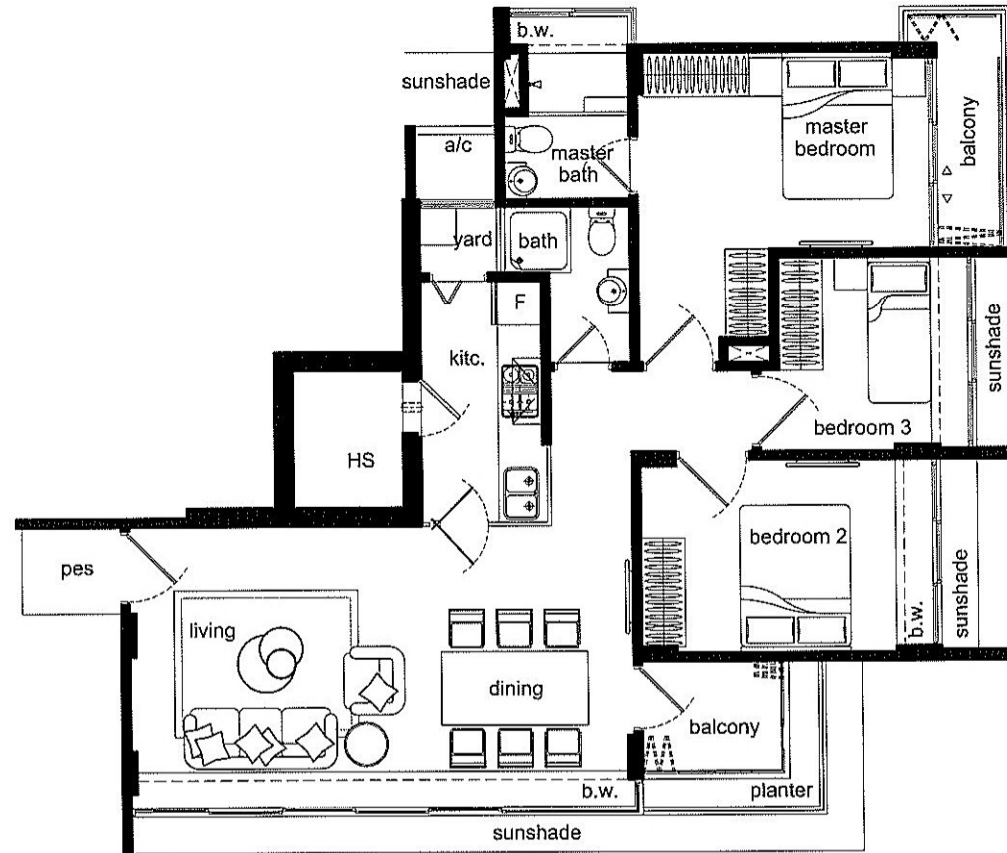 b.w.
sunshade
a/c
master
bath
master
bedroom
balcony
yard
bath
F
kitc.
sunshade
bedroom 3
HS
bedroom 2
pes
living
dining
balcony
b.w.
sunshade
b.w.
planter
sunshade